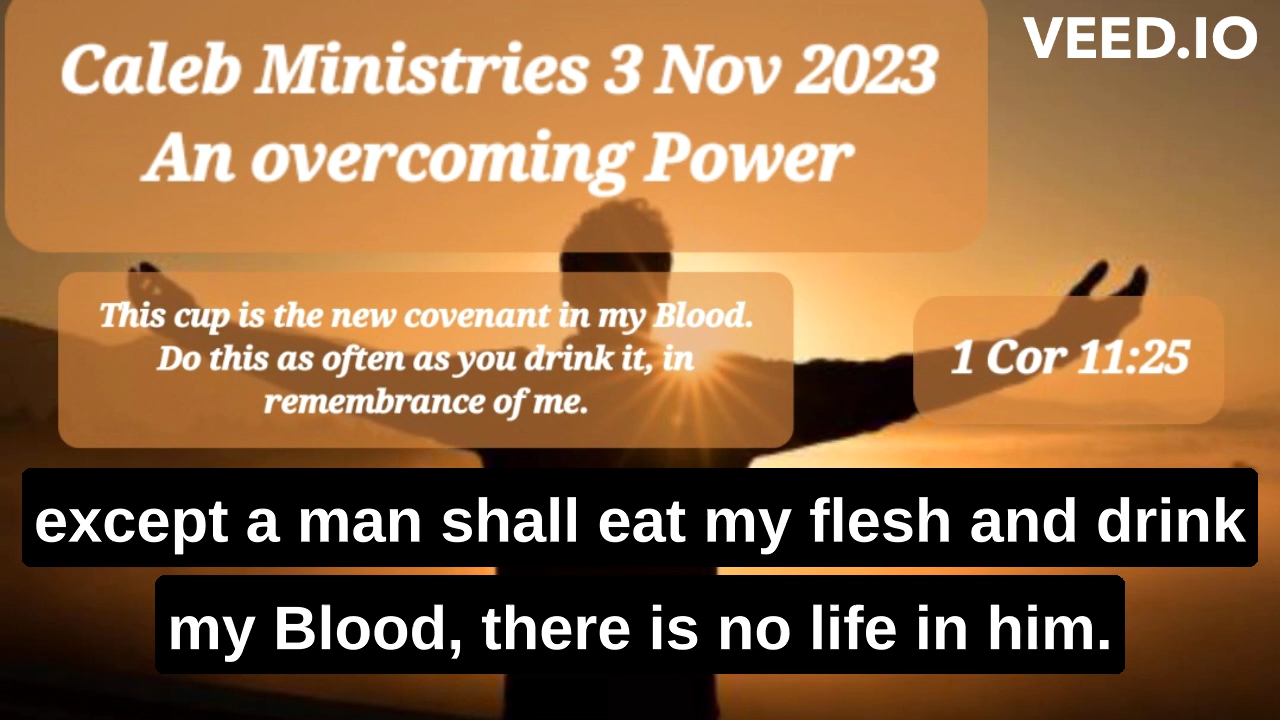 VEED.IO
Caleb Ministries 3 Nov 2023
An overcoming Power
This cup is the new covenant in my Blood.
Do this as often as you drink it, in
remembrance of me.
1 Cor 11:25
except a man shall eat my flesh and drink
my Blood, there is no life in him.